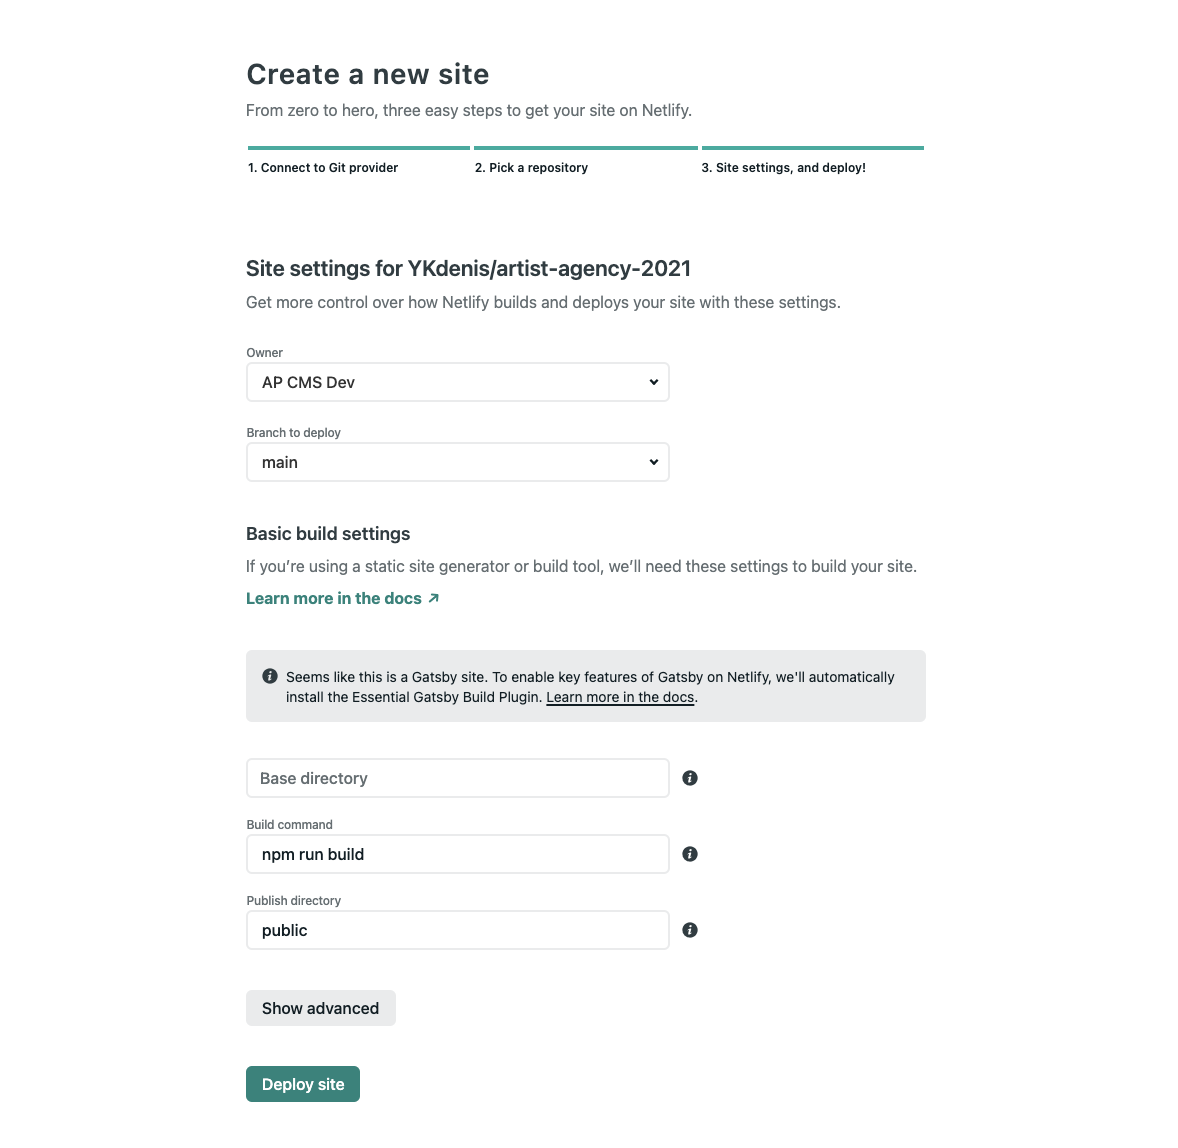 Create a new site
From zero to hero, three easy steps to get your site on Netlify.
1. Connect to Git provider
2. Pick a repository
3. Site settings, and deploy!
Site settings for YKdenis/artist-agency-2021
Get more control over how Netlify builds and deploys your site with these settings.
Owner
AP CMS Dev
Branch to deploy
main
Basic build settings
If you’re using a static site generator or build tool, we’ll need these settings to build your site.
Learn more in the docs ↗
Seems like this is a Gatsby site. To enable key features of Gatsby on Netlify, we'll automatically
install the Essential Gatsby Build Plugin. Learn more in the docs.
Base directory
Build command
npm run build
Publish directory
public
Show advanced
Deploy site